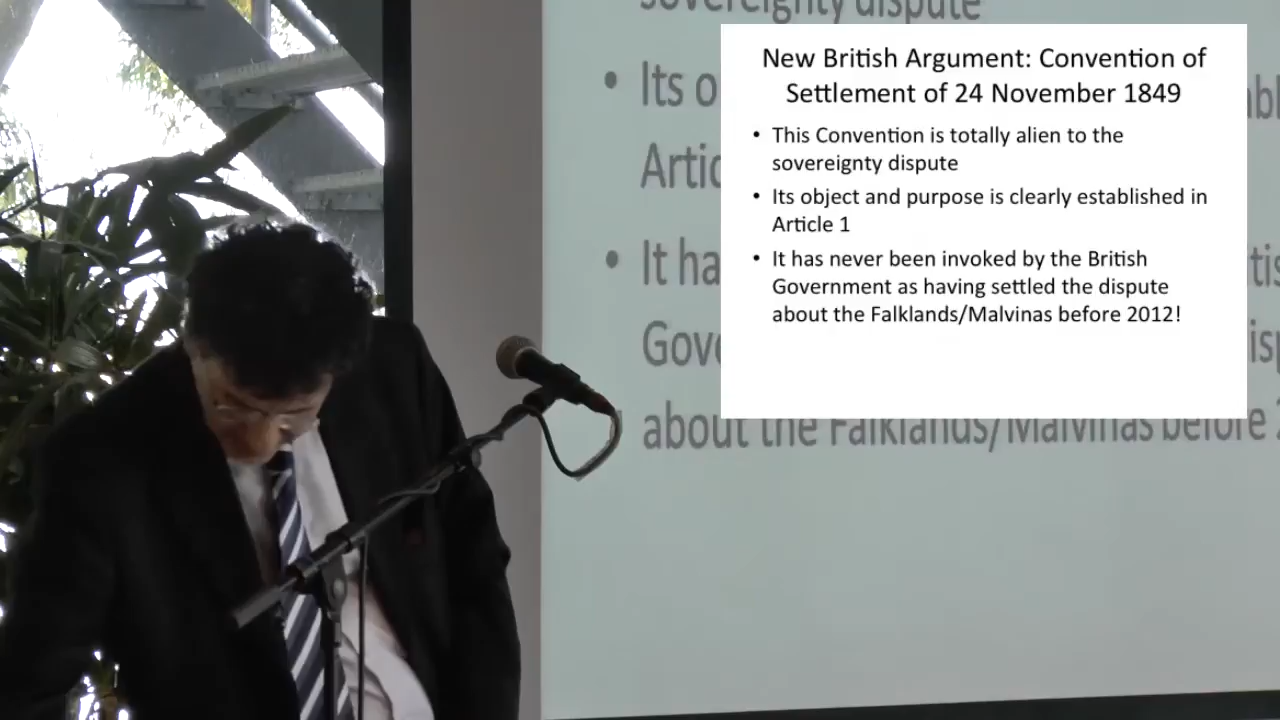 sovereignty dispute
• Its o
Artic
• It ha
Gove
about the Falklands/Malvinas before 2
New British Argument: Convention of
Settlement of 24 November 1849
• This Convention is totally alien to the
sovereignty dispute
• Its object and purpose is clearly established in
Article 1
• It has never been invoked by the British
Government as having settled the dispute
about the Falklands/Malvinas before 2012!